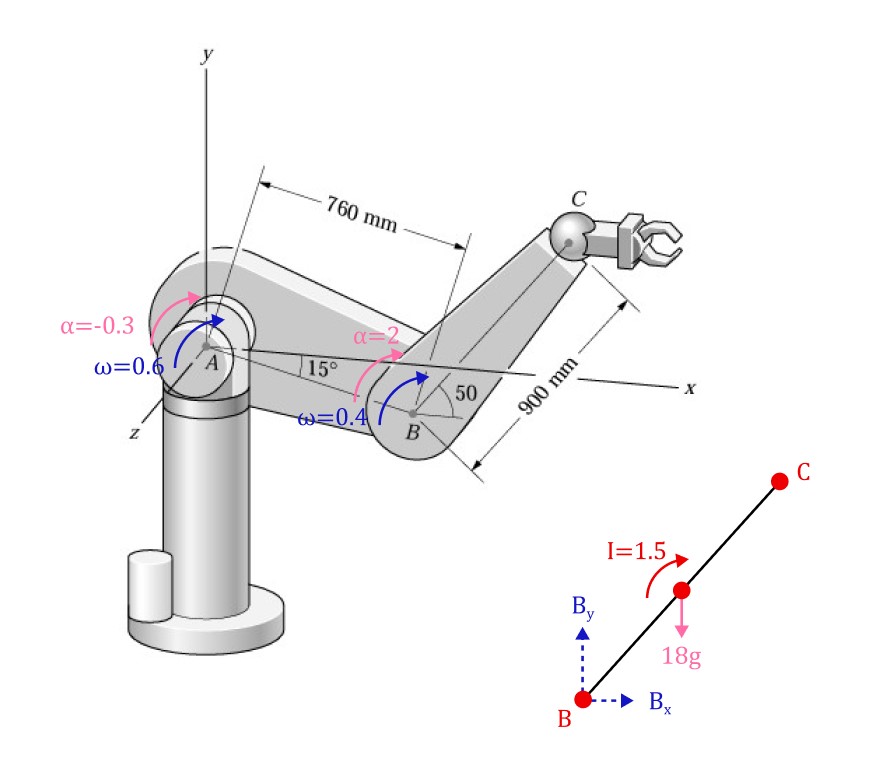 y
760 mm
C
α=-0.3
α=2
ω=0.6
A
15°
x
50
900 mm
ω=0.4
B
z
C
I=1.5
B_y
18g
B_x
B